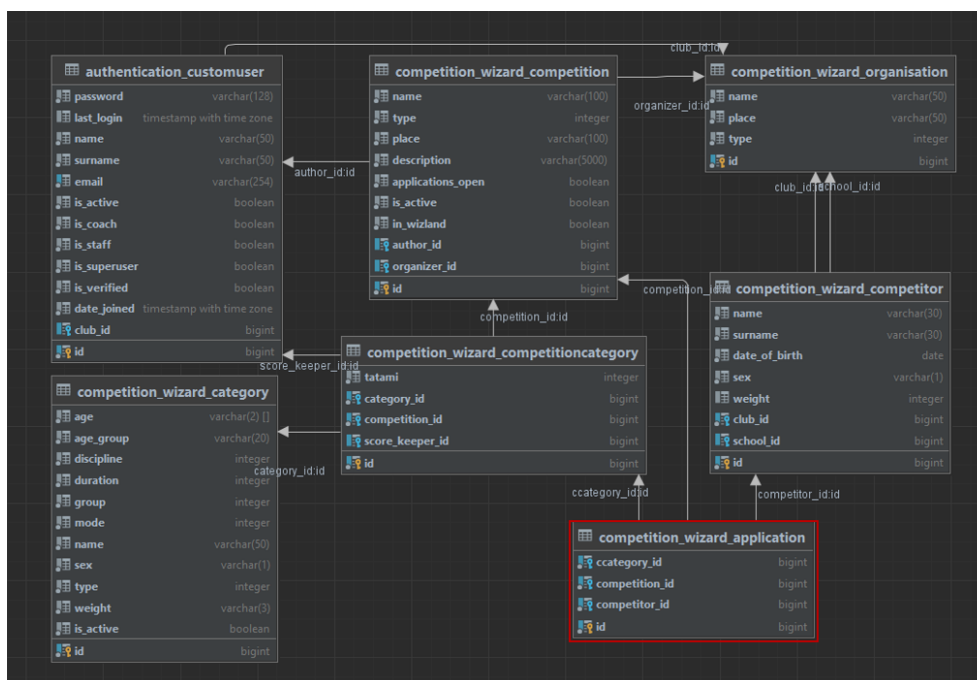 authentication_customuser
password varchar(128)
last_login timestamp with time zone
name varchar(50)
surname varchar(50)
email varchar(254)
is_active boolean
is_coach boolean
is_staff boolean
is_superuser boolean
is_verified boolean
date_joined timestamp with time zone
club_id bigint
id bigint
competition_wizard_competition
name varchar(100)
type integer
place varchar(100)
description varchar(5000)
applications_open boolean
is_active boolean
in_wizland boolean
author_id bigint
organizer_id bigint
id bigint
club_id:id
competition_wizard_organisation
name varchar(50)
place varchar(50)
type integer
id bigint
organizer_id:id
author_id:id
club_id:id
school_id:id
competition_wizard_competitor
name varchar(30)
surname varchar(30)
date_of_birth date
sex varchar(1)
weight integer
club_id bigint
school_id bigint
id bigint
competition_id:id
competition_id:id
competition_wizard_competitioncategory
tatami integer
category_id bigint
competition_id bigint
score_keeper_id bigint
id bigint
score_keeper_id:id
competition_wizard_category
age varchar(2) []
age_group varchar(20)
discipline integer
duration integer
group integer
mode integer
name varchar(50)
sex varchar(1)
type integer
weight varchar(3)
is_active boolean
id bigint
category_id:id
ccategory_id:id
competitor_id:id
competition_wizard_application
ccategory_id bigint
competition_id bigint
competitor_id bigint
id bigint